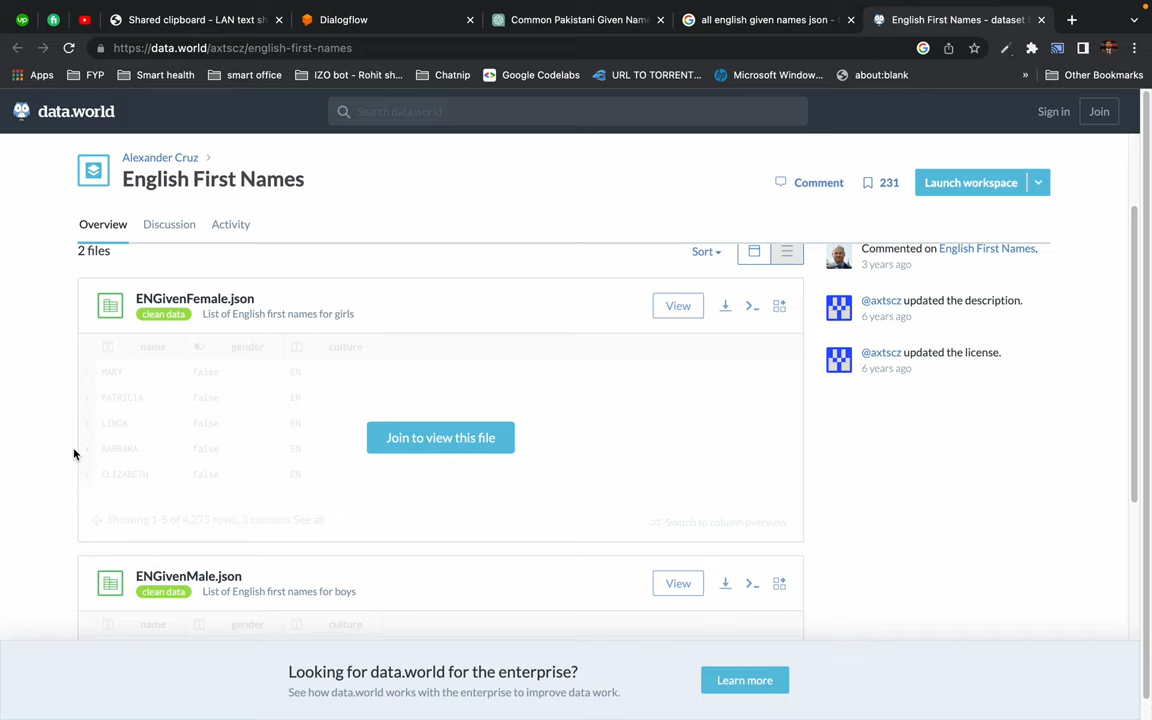 Shared clipboard - LAN text sh
Dialogflow
Common Pakistani Given Name
all english given names json -
English First Names - dataset
https://data.world/axtscz/english-first-names
Apps FYP Smart health smart office IZO bot - Rohit sh... Chatnip Google Codelabs URL TO TORRENT... Microsoft Window... about:blank » Other Bookmarks
data.world
Search data.world
Sign in
Join
Alexander Cruz
English First Names
Comment
231
Launch workspace
Overview Discussion Activity
2 files
Sort
ENGivenFemale.json
clean data List of English first names for girls
View
name gender culture
MARY false EN
PATRICIA false EN
LINDA false EN
BARBARA false EN
ELIZABETH false EN
Join to view this file
Showing 1-5 of 4,275 rows, 3 columns See all
Switch to column overview
ENGivenMale.json
clean data List of English first names for boys
View
name gender culture
Commented on English First Names.
3 years ago
@axtscz updated the description.
6 years ago
@axtscz updated the license.
6 years ago
Looking for data.world for the enterprise?
See how data.world works with the enterprise to improve data work.
Learn more